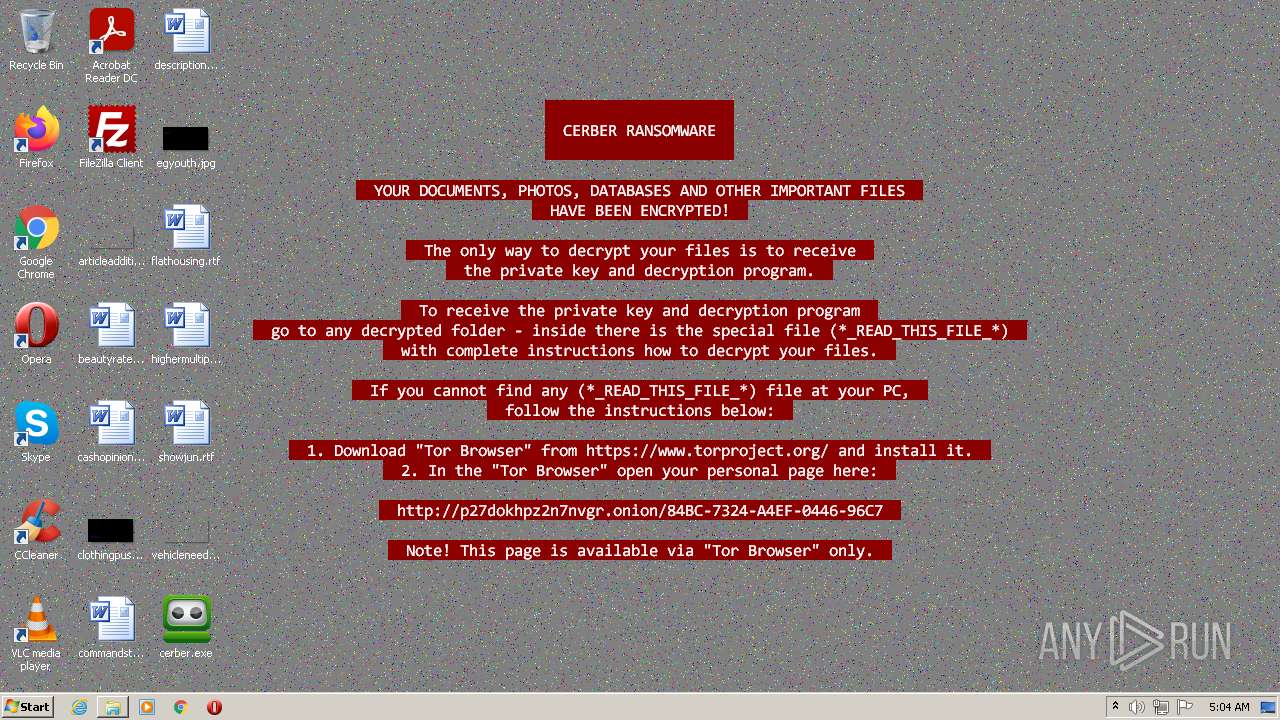 Recycle Bin
Acrobat
Reader DC
description...
Firefox
FileZilla Client
egyouth.jpg
Google
Chrome
articleadditi...
flathousing.rtf
Opera
beautyrate...
highermultip...
Skype
cashopinion...
showjun.rtf
CCleaner
clothingpus...
vehicleneed...
VLC media
player
commandst...
cerber.exe
CERBER RANSOMWARE
YOUR DOCUMENTS, PHOTOS, DATABASES AND OTHER IMPORTANT FILES
HAVE BEEN ENCRYPTED!
The only way to decrypt your files is to receive
the private key and decryption program.
To receive the private key and decryption program
go to any decrypted folder - inside there is the special file (*_READ_THIS_FILE_*)
with complete instructions how to decrypt your files.
If you cannot find any (*_READ_THIS_FILE_*) file at your PC,
follow the instructions below:
1. Download "Tor Browser" from https://www.torproject.org/ and install it.
2. In the "Tor Browser" open your personal page here:
http://p27dokhpz2n7nvgr.onion/84BC-7324-A4EF-0446-96C7
Note! This page is available via "Tor Browser" only.
ANY RUN
Start
5:04 AM